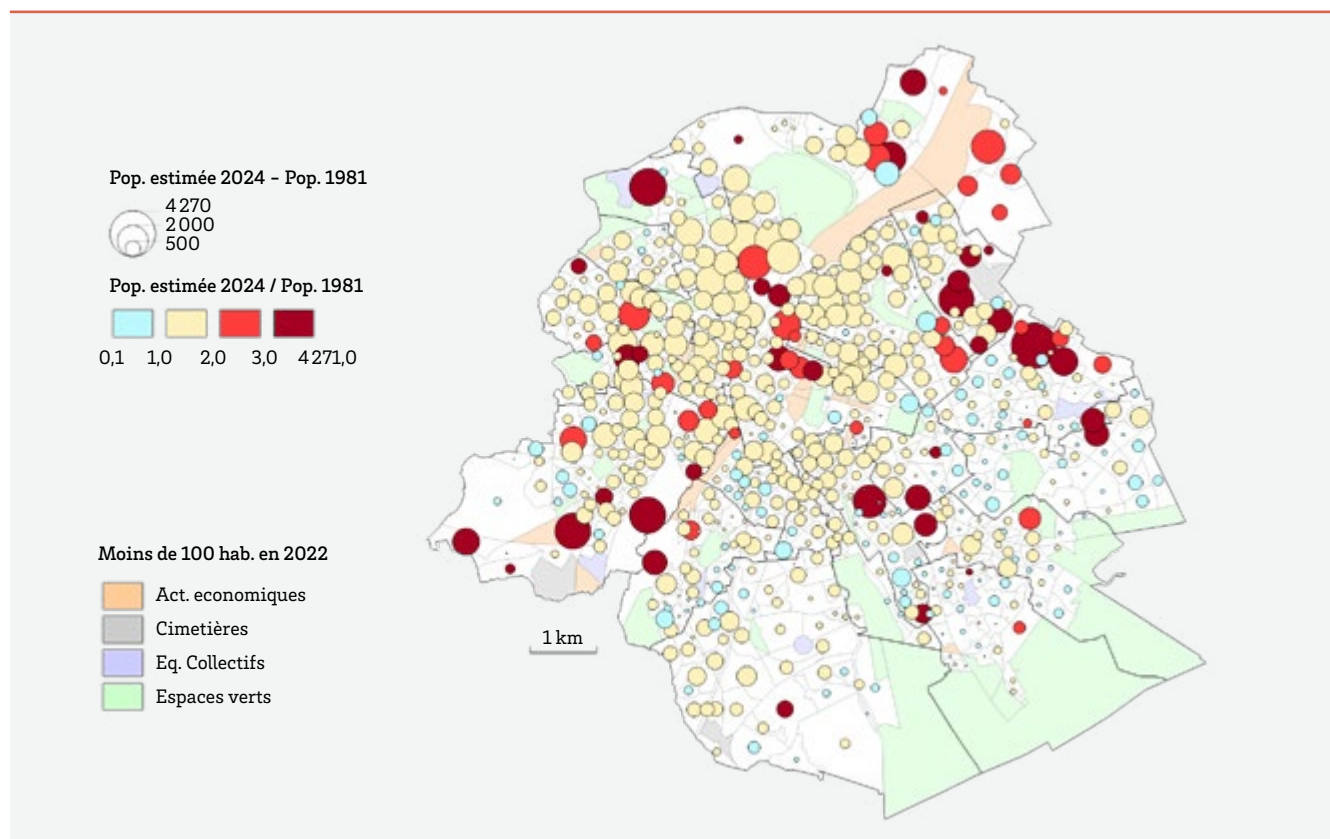 Pop. estimée 2024 – Pop. 1981
4 270
2 000
500
Pop. estimée 2024 / Pop. 1981
0,1 1,0 2,0 3,0 4 271,0
Moins de 100 hab. en 2022
Act. economiques
Cimetières
Eq. Collectifs
Espaces verts
1 km